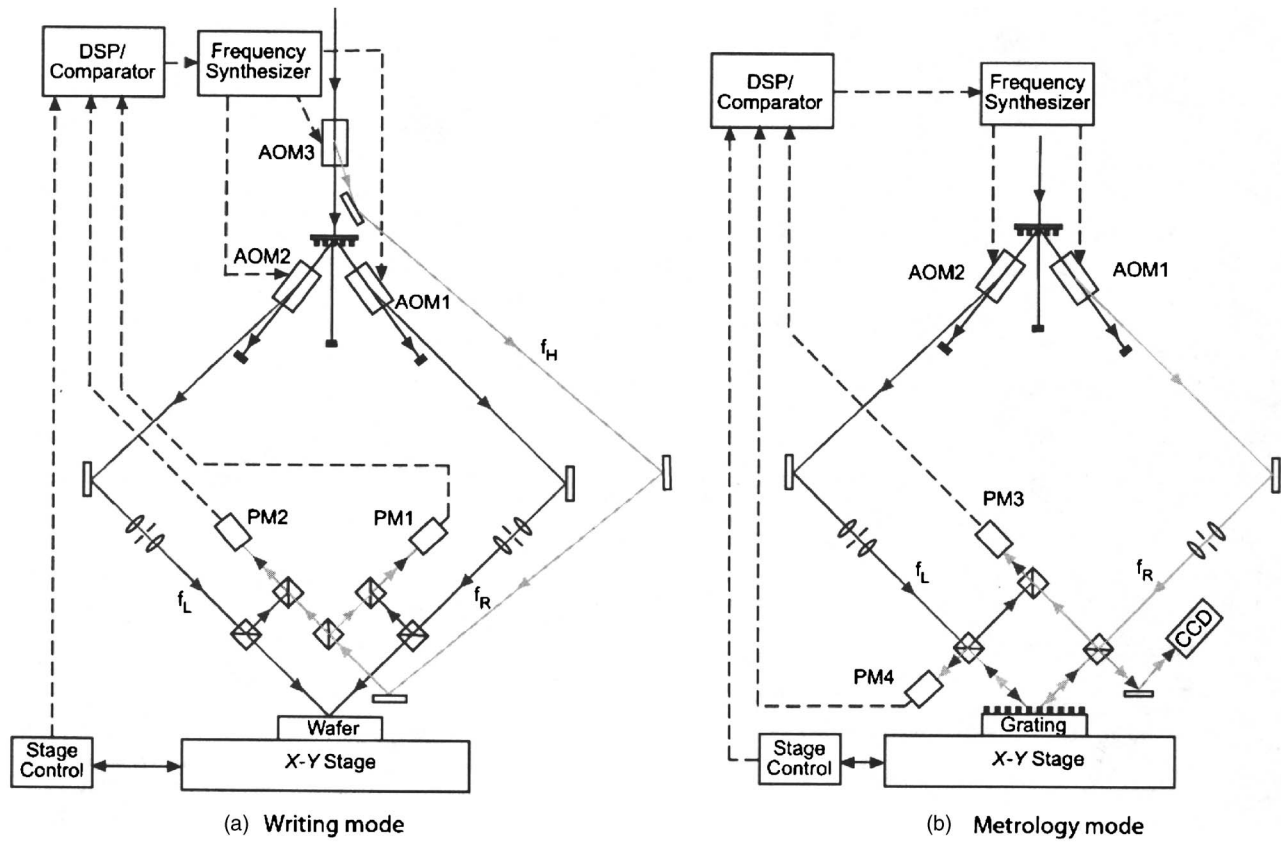 DSP/
Comparator
Frequency
Synthesizer
AOM3
AOM2
AOM1
f_H
PM2
PM1
f_L
f_R
Wafer
Stage
Control
X-Y Stage
(a) Writing mode
DSP/
Comparator
Frequency
Synthesizer
AOM2
AOM1
PM3
f_L
f_R
CCD
PM4
Grating
Stage
Control
X-Y Stage
(b) Metrology mode